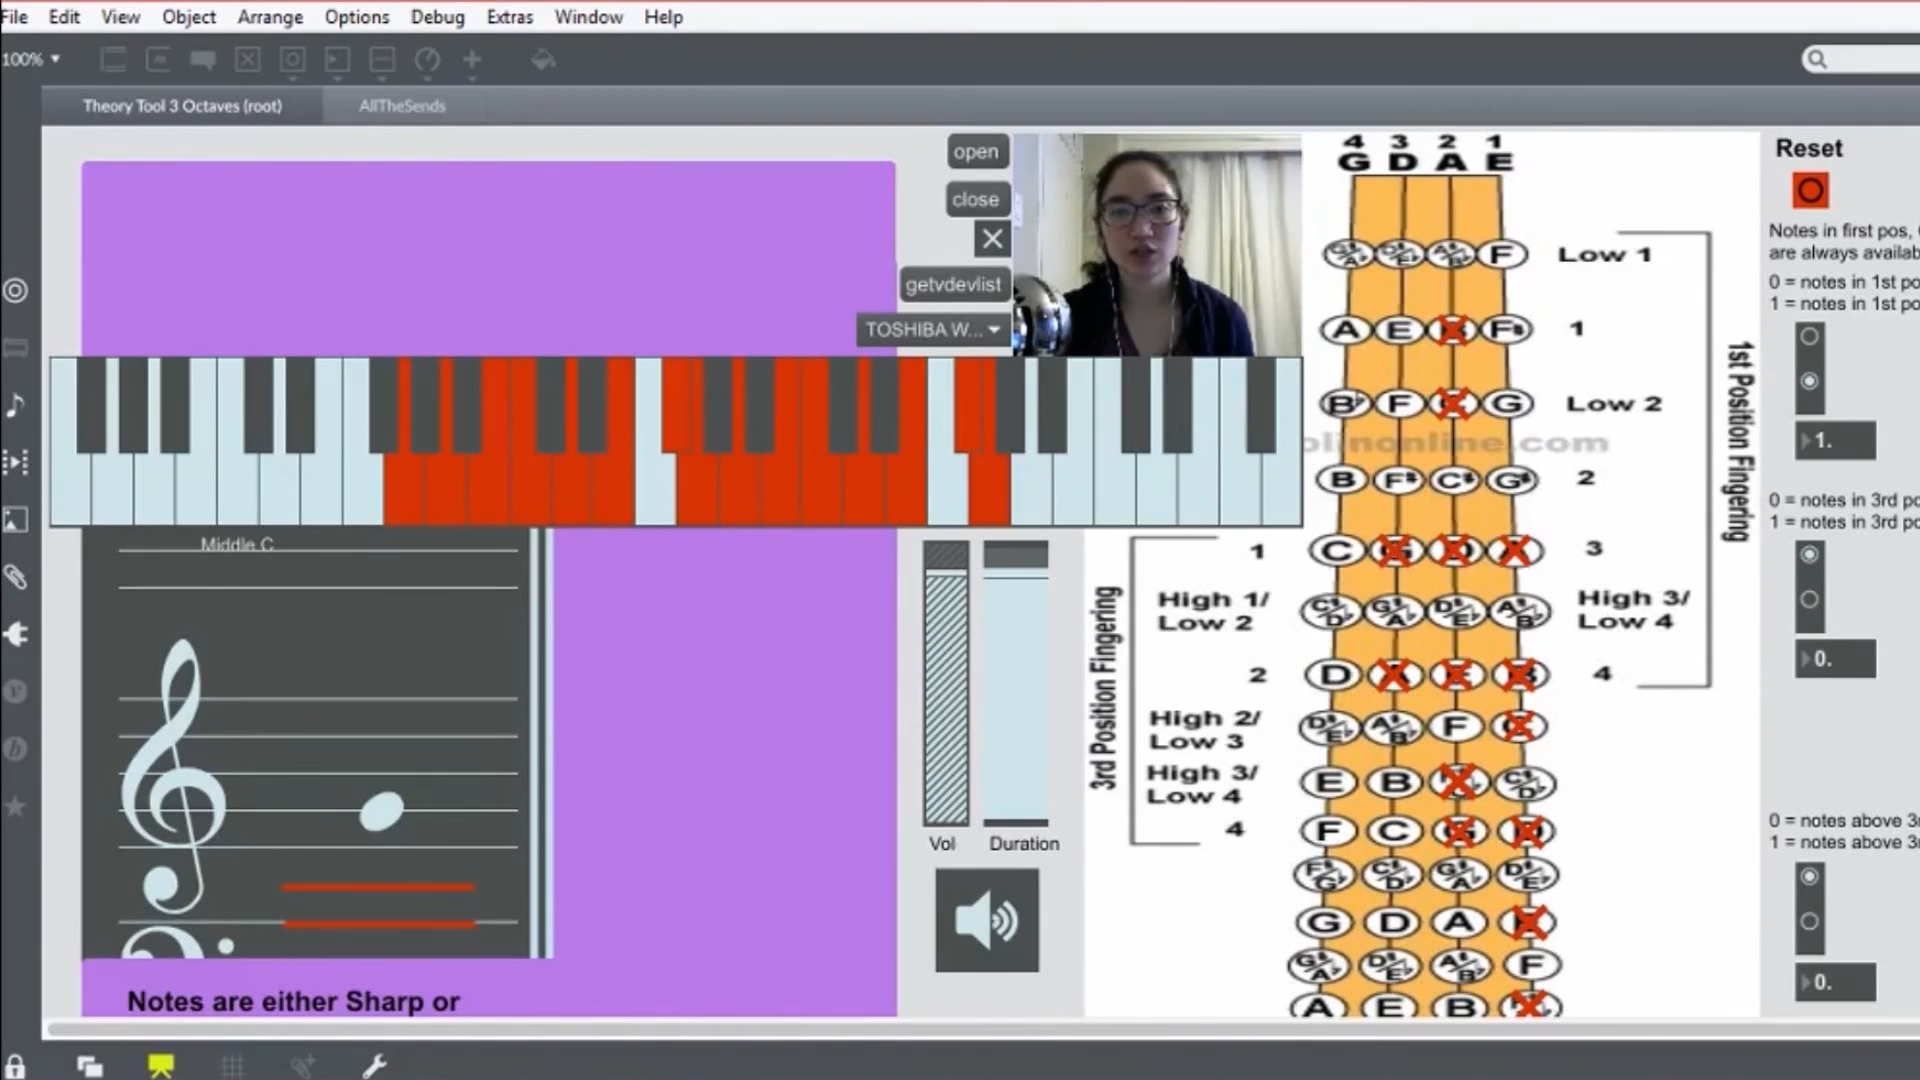 File Edit View Object Arrange Options Debug Extras Window Help
100%
Theory Tool 3 Octaves (root) AllTheSends
open
close
getvdevlist
TOSHIBA W...
Middle C
Notes are either Sharp or
Vol Duration
4 3 2 1
G D A E
F Low 1
A E F# 1
B♭ F G Low 2
olinonline.com
B F# C# G# 2
1 C 3
High 1/ Low 2
C#/D♭ G#/A♭ D#/E♭ A#/B♭
High 3/ Low 4
2 D 4
High 2/ Low 3
D#/E♭ A#/B♭ F
High 3/ Low 4
E B C#/D♭
4 F C
F#/G♭ C#/D♭ G#/A♭ D#/E♭
G D A
G#/A♭ D#/E♭ A#/B♭ F
A E B
1st Position Fingering
3rd Position Fingering
Reset
Notes in first pos,
are always availab
0 = notes in 1st po
1 = notes in 1st po
1.
0 = notes in 3rd po
1 = notes in 3rd po
0.
0 = notes above 3r
1 = notes above 3r
0.